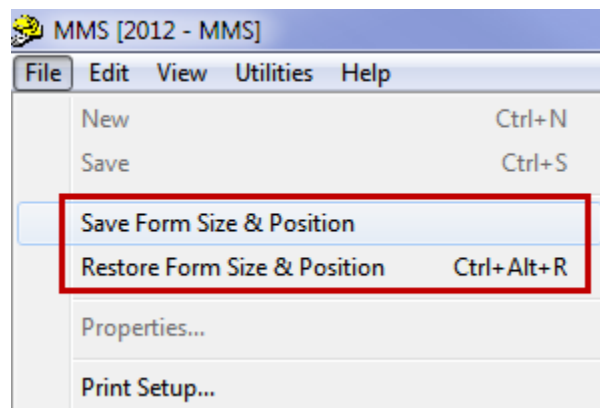 MMS [2012 - MMS]
File Edit View Utilities Help
New Ctrl+N
Save Ctrl+S
Save Form Size & Position
Restore Form Size & Position Ctrl+Alt+R
Properties...
Print Setup...